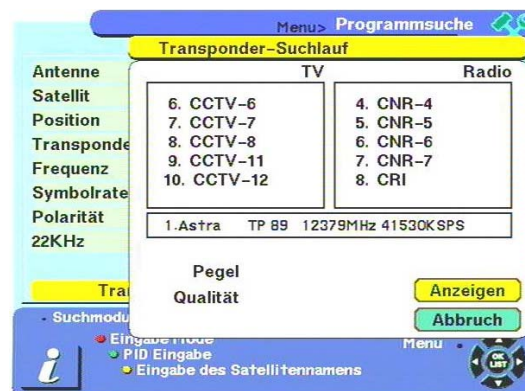 Menu> Programmsuche
Transponder-Suchlauf
Antenne
Satellit
Position
Transponde
Frequenz
Symbolrate
Polarität
22KHz
TV
6. CCTV-6
7. CCTV-7
8. CCTV-8
9. CCTV-11
10. CCTV-12
Radio
4. CNR-4
5. CNR-5
6. CNR-6
7. CNR-7
8. CRI
1.Astra TP 89 12379MHz 41530KSPS
Pegel
Qualität
Anzeigen
Abbruch
Tra
Suchmodu
Eingabe Mode
PID Eingabe
Eingabe des Satellitennamens
Menu
OK
LIST
i